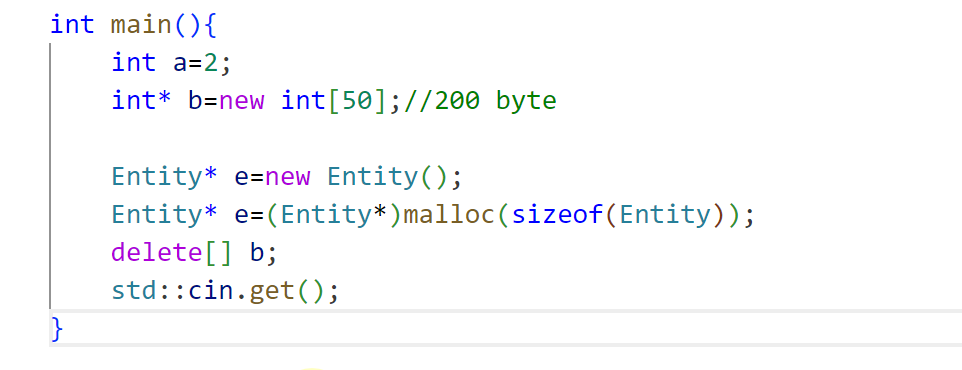 int main(){
int a=2;
int* b=new int[50];//200 byte
Entity* e=new Entity();
Entity* e=(Entity*)malloc(sizeof(Entity));
delete[] b;
std::cin.get();
}